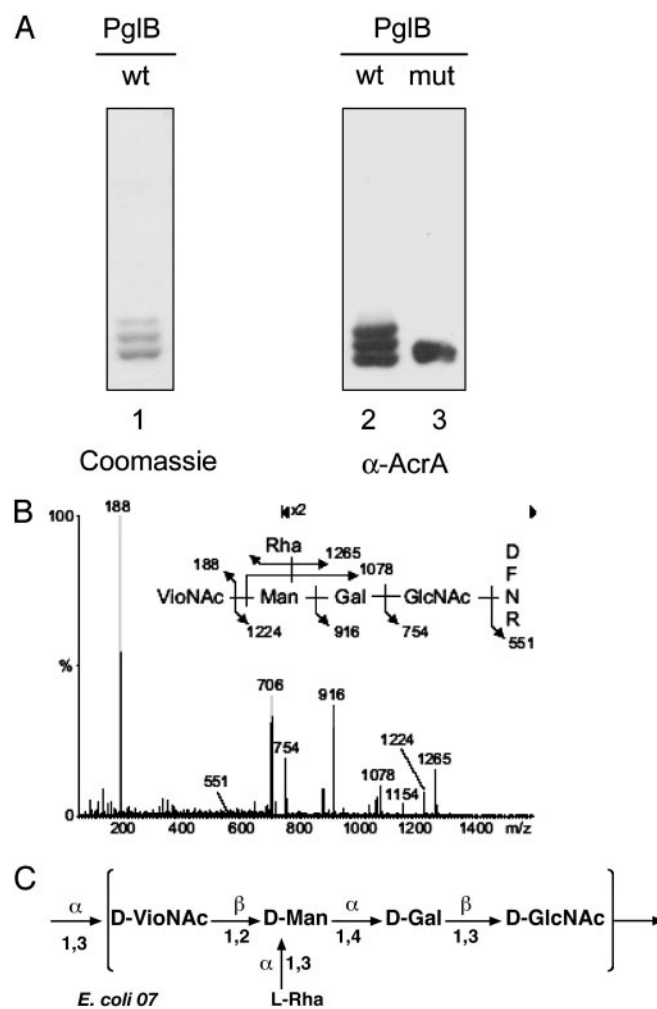 A
PglB
wt
1
Coomassie
PglB
wt mut
2 3
α-AcrA
B
188
100
x2
Rha
1265
188
1078
VioNAc Man Gal GlcNAc
D
F
N
R
1224 916 754 551
%
706
916
754
1224
1265
551
1078
1154
0
200 400 600 800 1000 1200 1400 m/z
C
α β α β
D-VioNAc D-Man D-Gal D-GlcNAc
1,3 1,2 1,4 1,3
α 1,3
E. coli 07 L-Rha